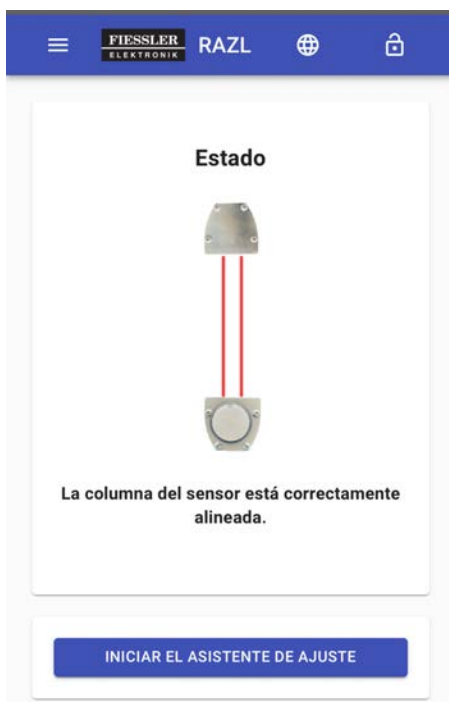 FIESSLER
ELEKTRONIK
RAZL
Estado
La columna del sensor está correctamente
alineada.
INICIAR EL ASISTENTE DE AJUSTE